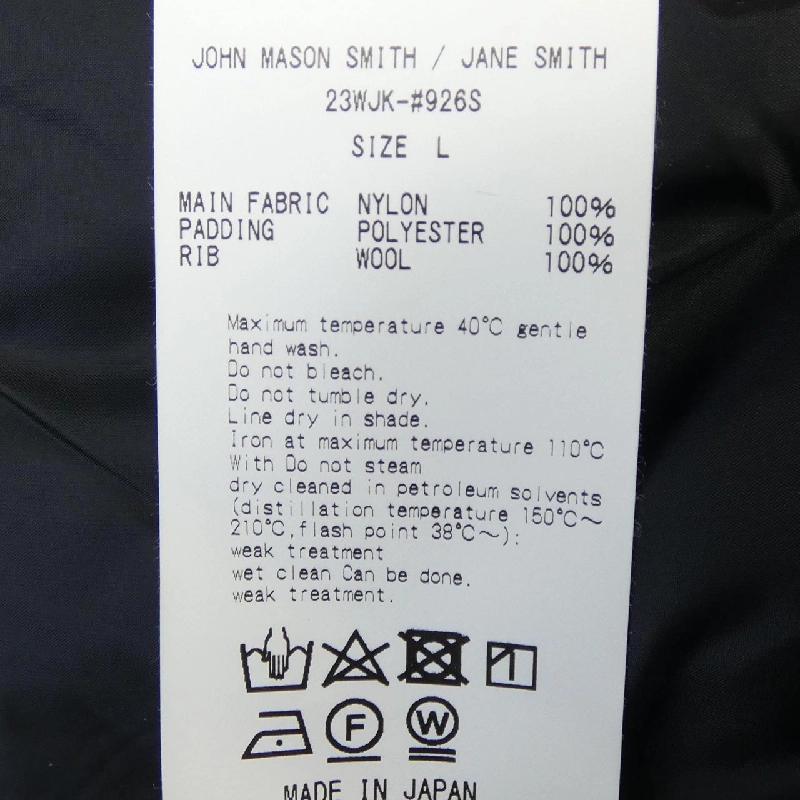 JOHN MASON SMITH / JANE SMITH
23WJK-#926S
SIZE L
MAIN FABRIC NYLON 100%
PADDING POLYESTER 100%
RIB WOOL 100%
Maximum temperature 40°C gentle
hand wash.
Do not bleach.
Do not tumble dry.
Line dry in shade.
Iron at maximum temperature 110°C
With Do not steam
dry cleaned in petroleum solvents
(distillation temperature 150°C～
210°C,flash point 38°C～):
weak treatment
wet clean Can be done.
weak treatment.
F W
MADE IN JAPAN